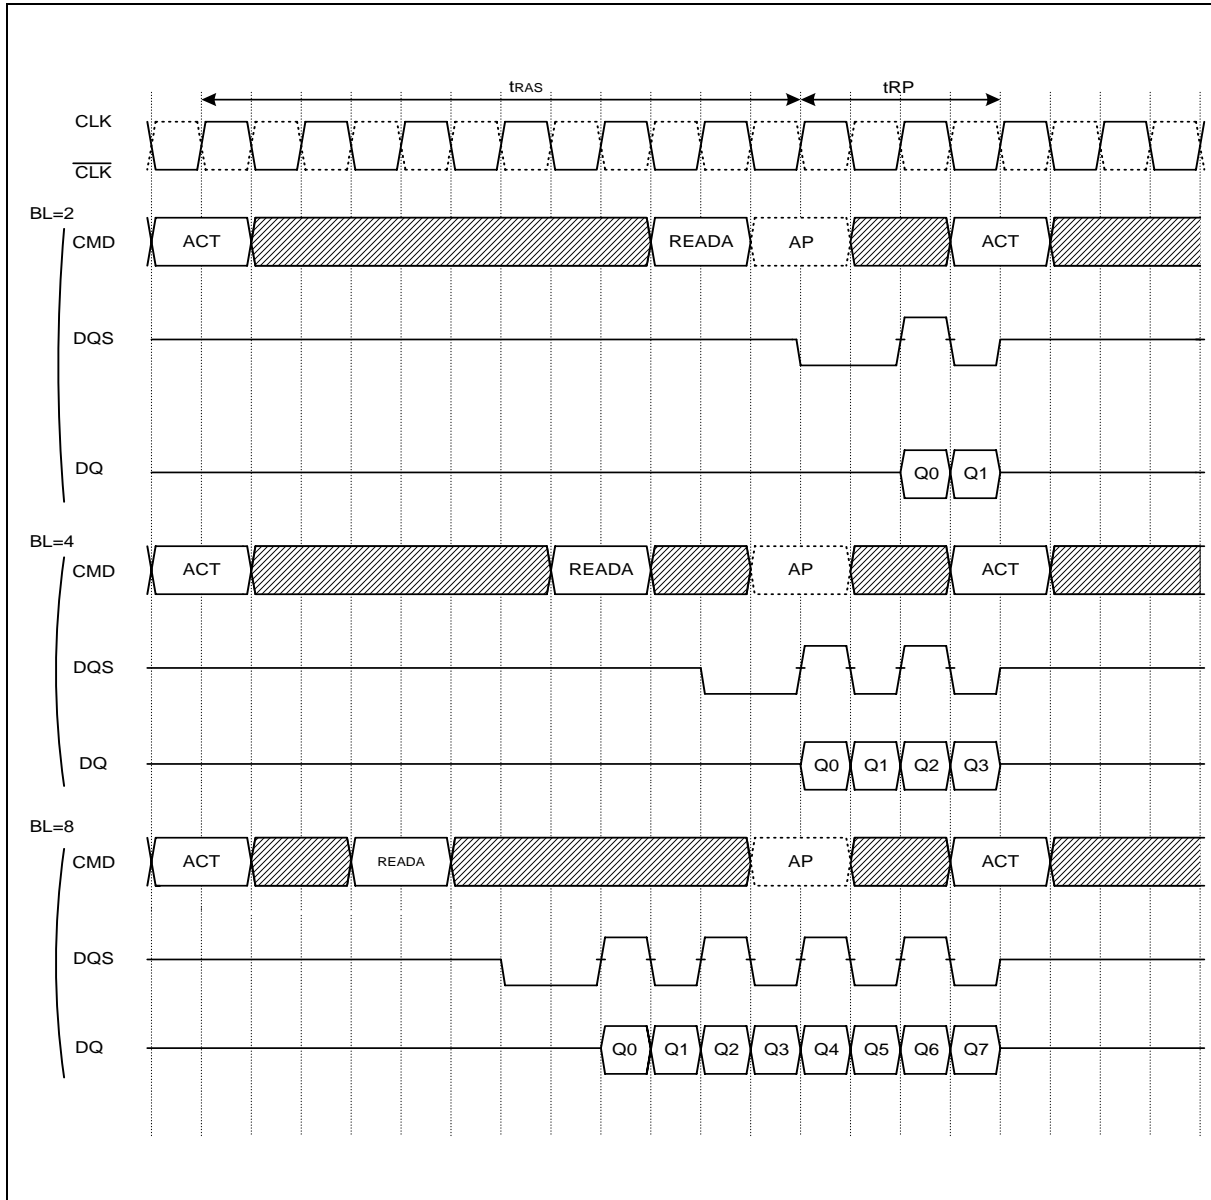 tRAS tRP
CLK
CLK
BL=2
CMD ACT READA AP ACT
DQS
DQ Q0 Q1
BL=4
CMD ACT READA AP ACT
DQS
DQ Q0 Q1 Q2 Q3
BL=8
CMD ACT READA AP ACT
DQS
DQ Q0 Q1 Q2 Q3 Q4 Q5 Q6 Q7